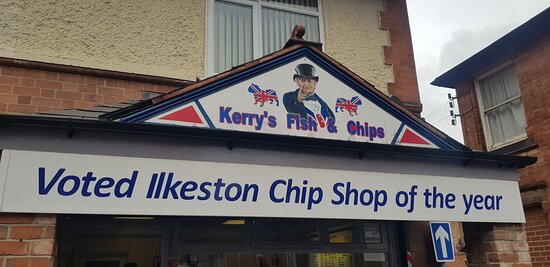 Kerry's Fish & Chips
Voted Ilkeston Chip Shop of the year